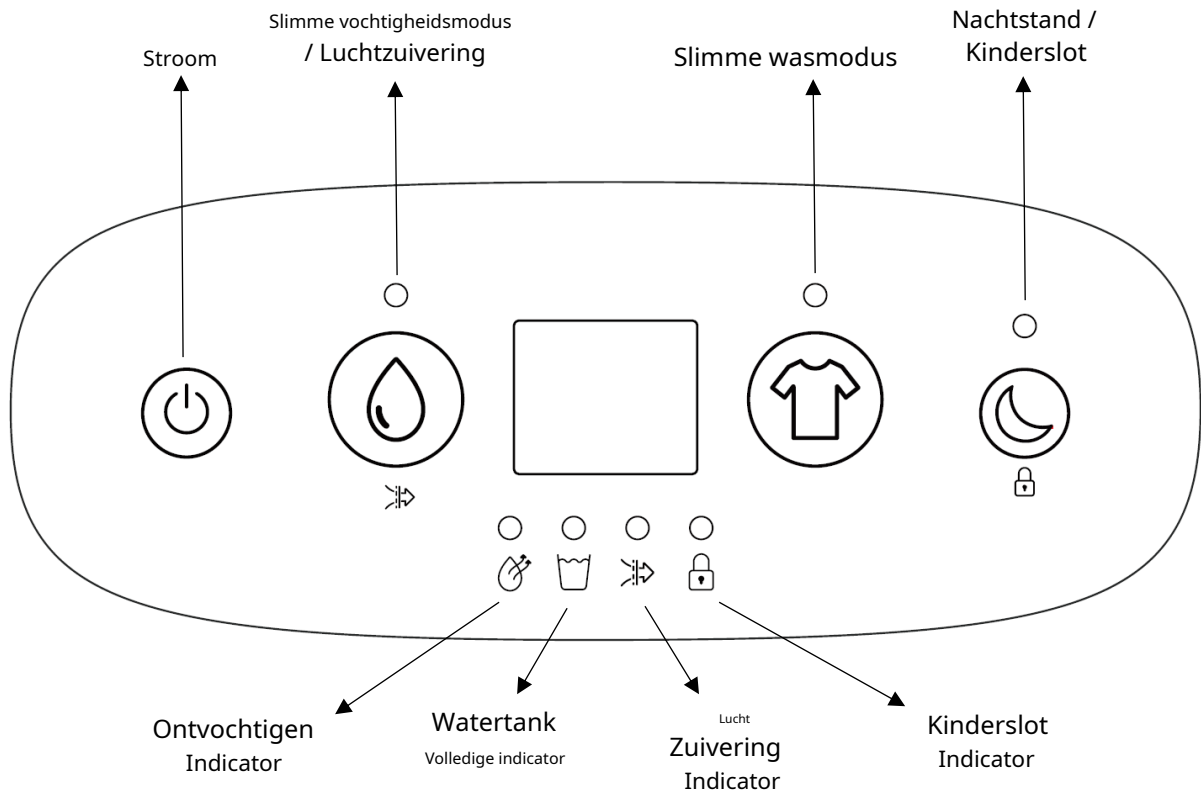 Stroom
Slimme vochtigheidsmodus
/ Luchtzuivering
Slimme wasmodus
Nachtstand /
Kinderslot
Ontvochtigen
Indicator
Watertank
Volledige indicator
Lucht
Zuivering
Indicator
Kinderslot
Indicator